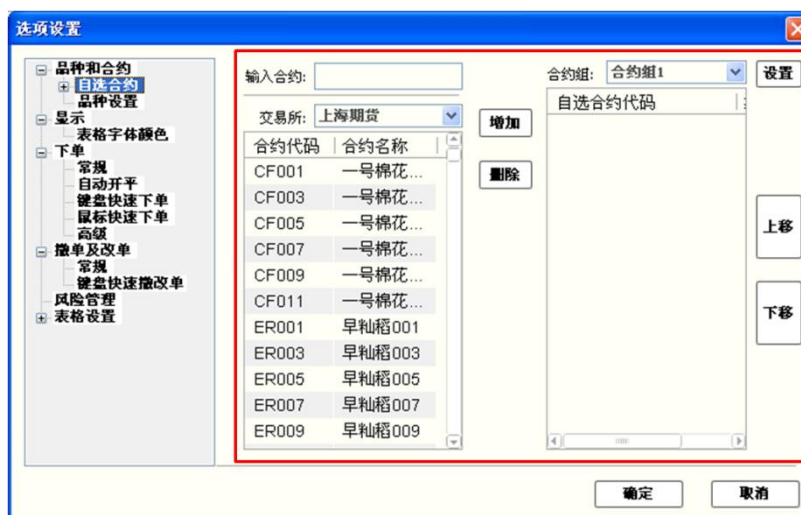 选项设置
品种和合约
自选合约
品种设置
显示
表格字体颜色
下单
常规
自动开平
键盘快速下单
鼠标快速下单
高级
撤单及改单
常规
键盘快速撤改单
风险管理
表格设置
输入合约:
交易所: 上海期货
合约代码 合约名称
CF001 一号棉花...
CF003 一号棉花...
CF005 一号棉花...
CF007 一号棉花...
CF009 一号棉花...
CF011 一号棉花...
ER001 早籼稻001
ER003 早籼稻003
ER005 早籼稻005
ER007 早籼稻007
ER009 早籼稻009
增加
删除
合约组: 合约组1 设置
自选合约代码
上移
下移
确定 取消